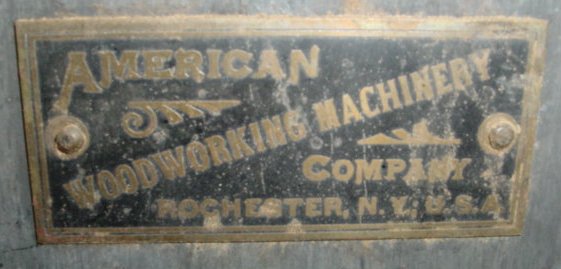 AMERICAN
WOODWORKING MACHINERY
COMPANY
ROCHESTER, N.Y., U.S.A